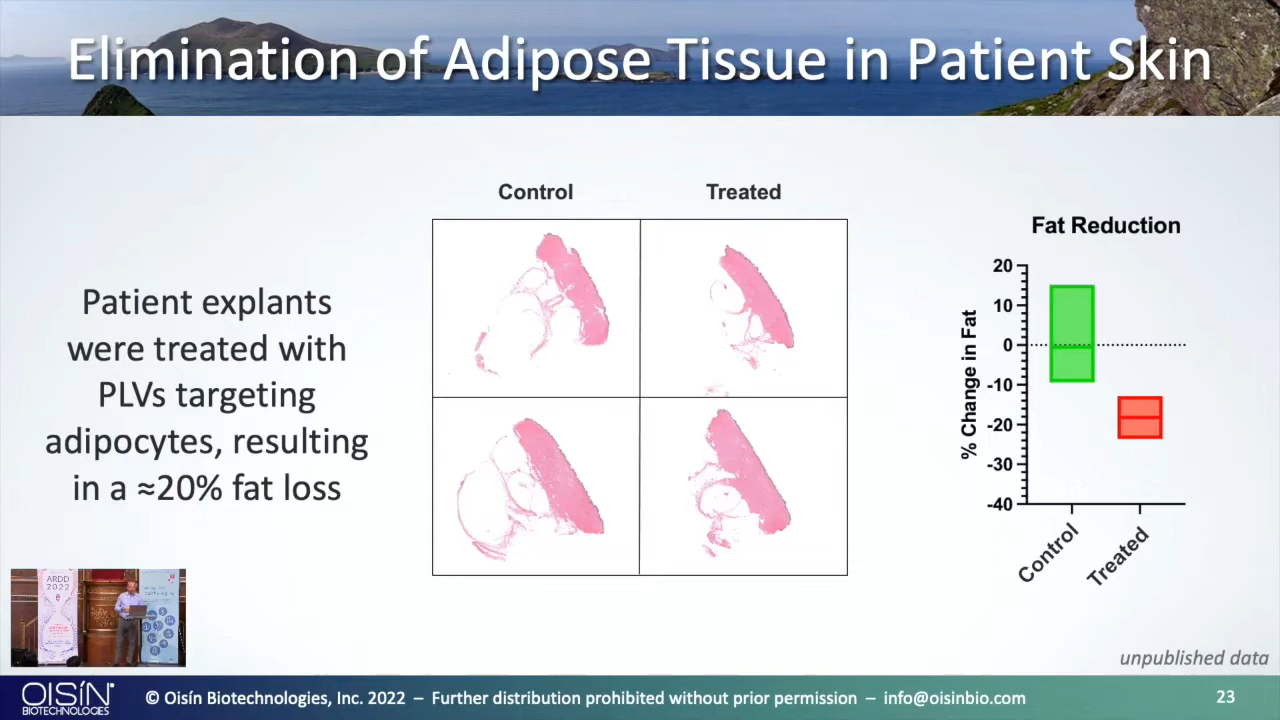 Elimination of Adipose Tissue in Patient Skin
Control
Treated
Patient explants
were treated with
PLVs targeting
adipocytes, resulting
in a ≈20% fat loss
Fat Reduction
% Change in Fat
20
10
0
-10
-20
-30
-40
Control
Treated
ARDD
2022
unpublished data
OISÍN
BIOTECHNOLOGIES
© Oisín Biotechnologies, Inc. 2022 – Further distribution prohibited without prior permission – info@oisinbio.com
23